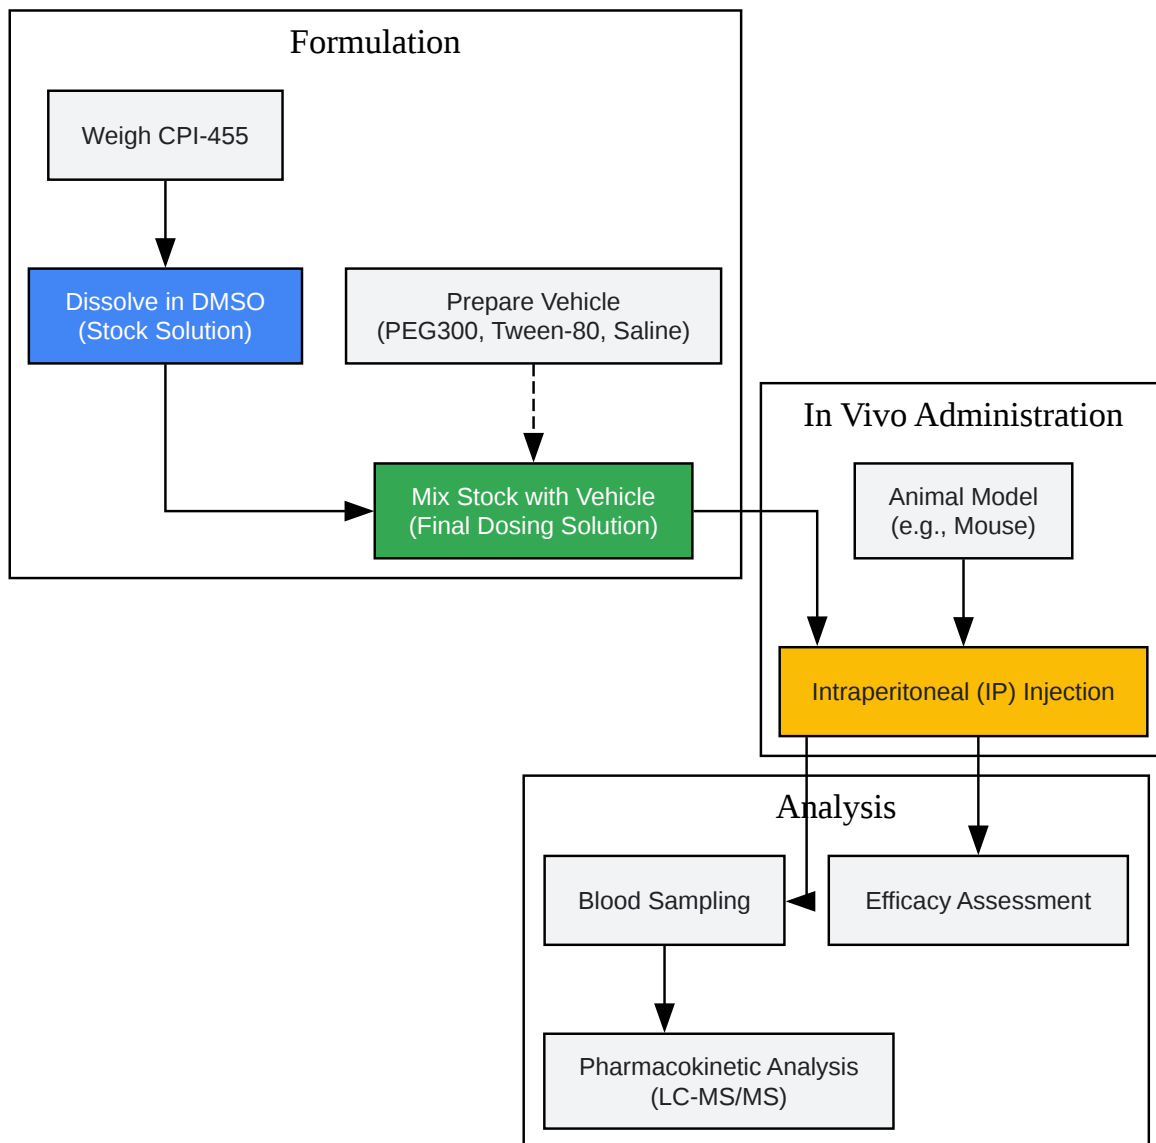 Formulation
Weigh CPI-455
Dissolve in DMSO
(Stock Solution)
Prepare Vehicle
(PEG300, Tween-80, Saline)
Mix Stock with Vehicle
(Final Dosing Solution)
In Vivo Administration
Animal Model
(e.g., Mouse)
Intraperitoneal (IP) Injection
Analysis
Blood Sampling
Efficacy Assessment
Pharmacokinetic Analysis
(LC-MS/MS)